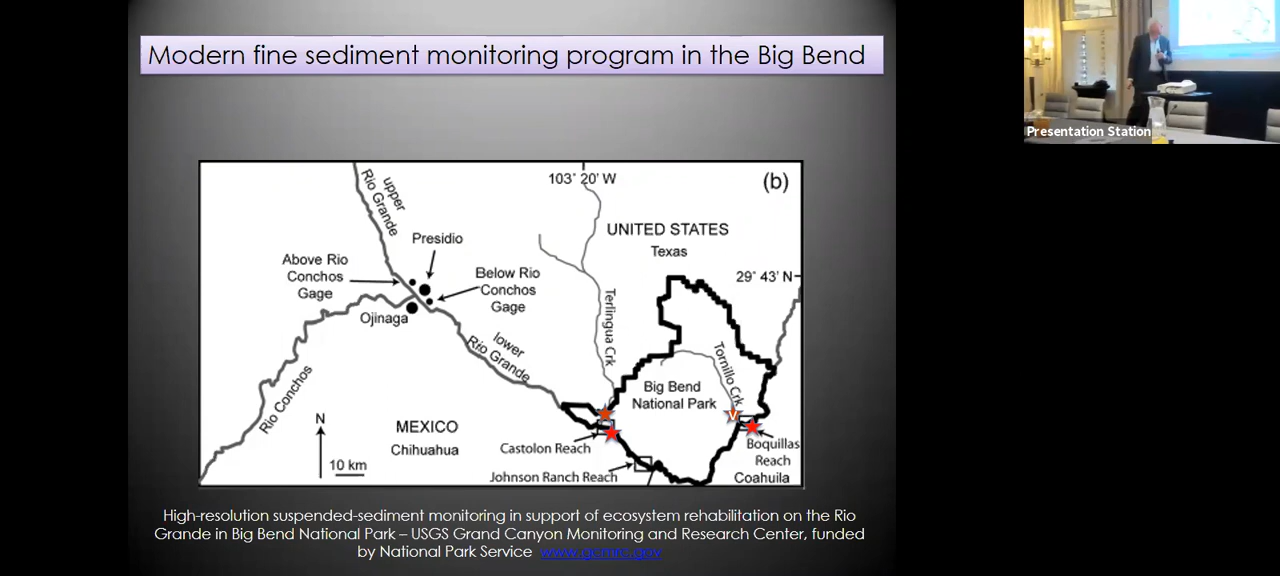 Modern fine sediment monitoring program in the Big Bend
Presentation Station
103° 20' W
(b)
upper
Rio Grande
UNITED STATES
Texas
Presidio
Above Rio
Conchos
Gage
Below Rio
Conchos
Gage
29° 43' N
Ojinaga
lower
Rio Grande
Terlingua Crk
Tornillo Crk
Big Bend
National Park
Rio Conchos
N
10 km
MEXICO
Chihuahua
Castolon Reach
Johnson Ranch Reach
Boquillas
Reach
Coahuila
High-resolution suspended-sediment monitoring in support of ecosystem rehabilitation on the Rio
Grande in Big Bend National Park – USGS Grand Canyon Monitoring and Research Center, funded
by National Park Service www.gcmrc.gov